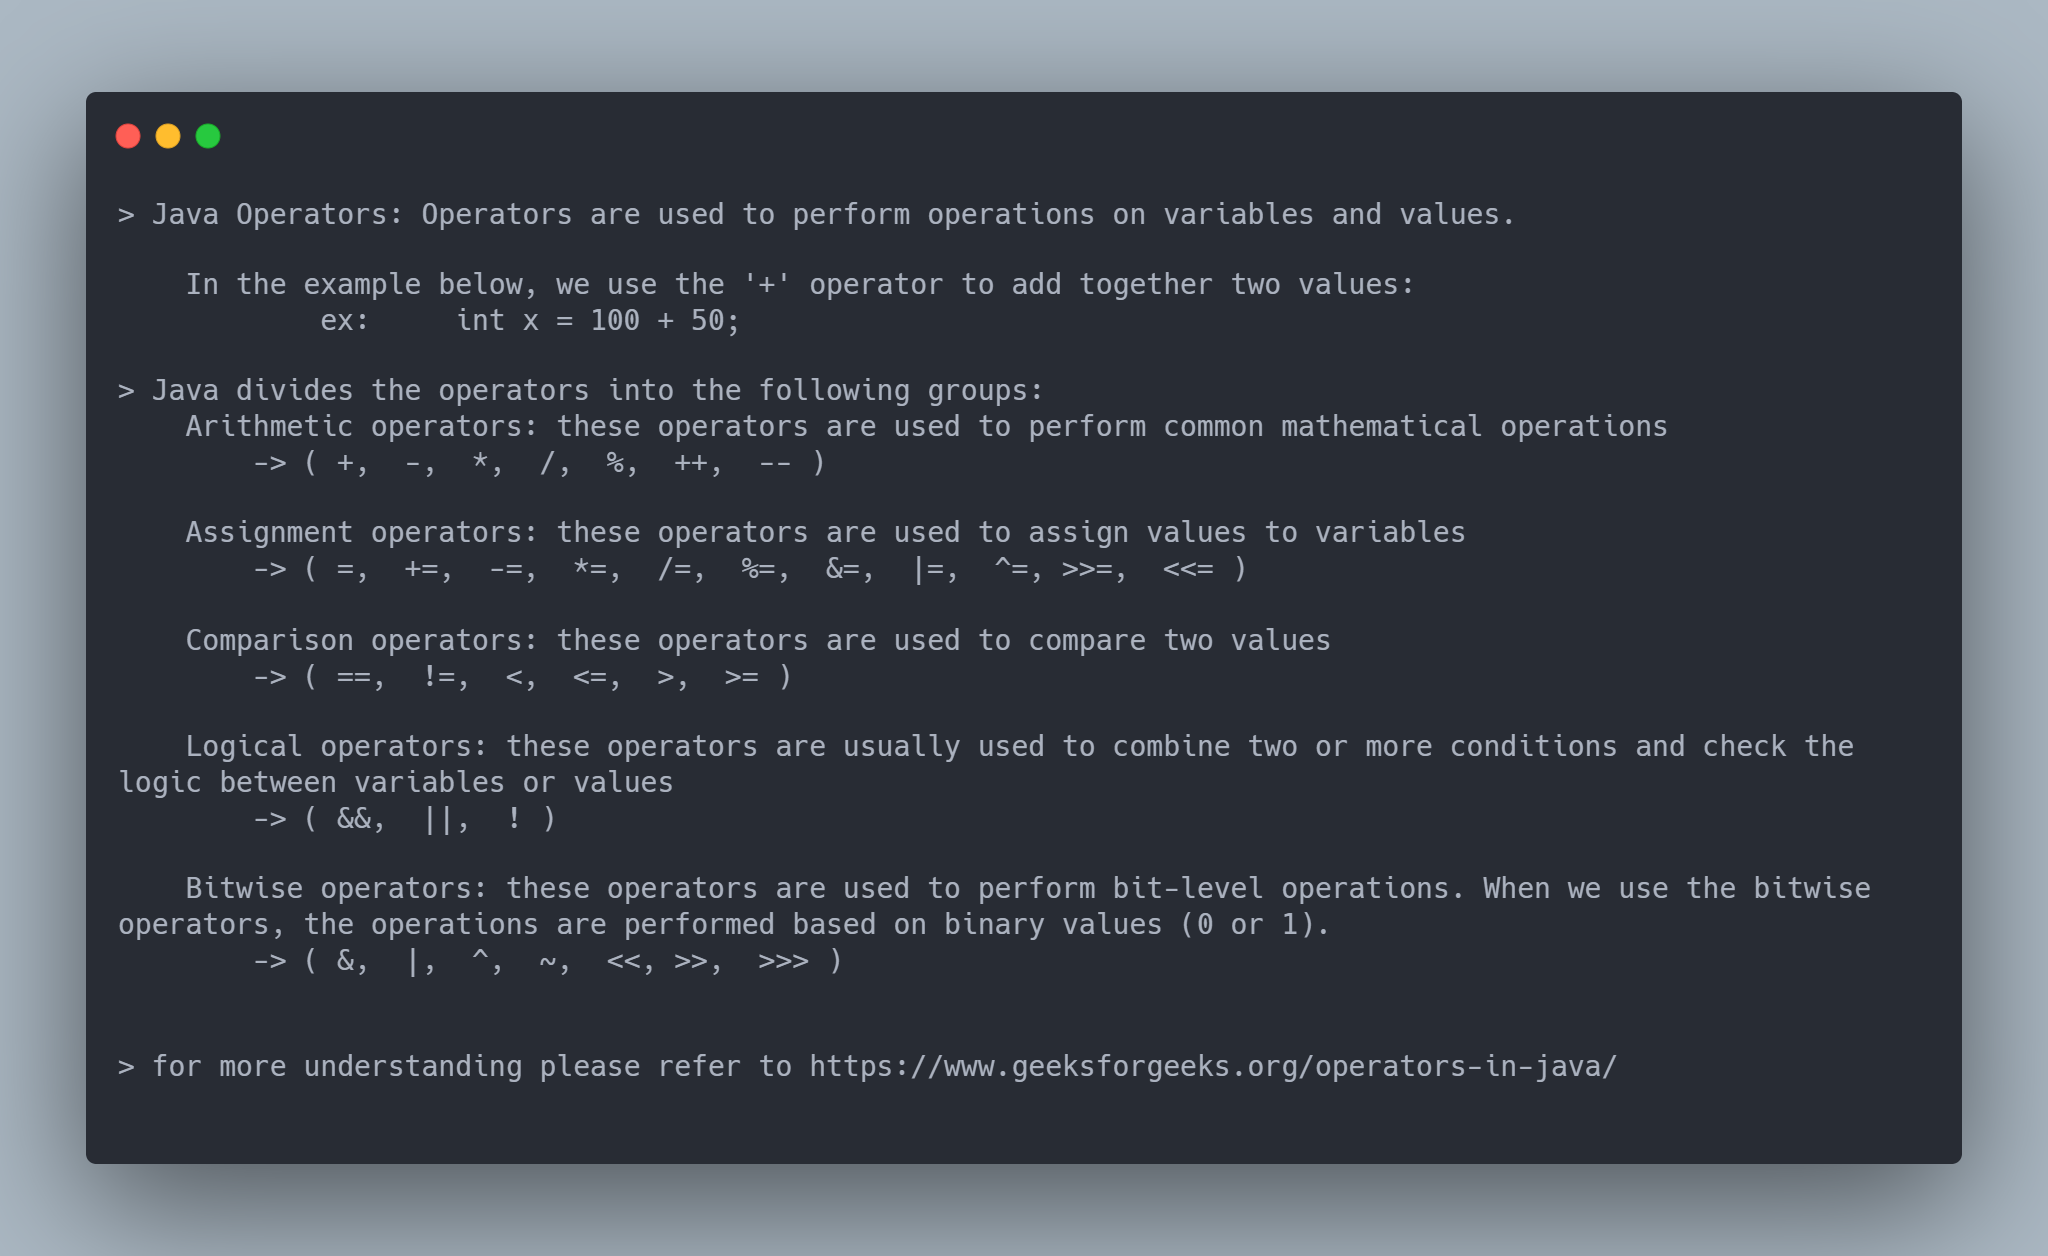 > Java Operators: Operators are used to perform operations on variables and values.
In the example below, we use the '+' operator to add together two values:
ex:     int x = 100 + 50;
> Java divides the operators into the following groups:
Arithmetic operators: these operators are used to perform common mathematical operations
-> ( +,  -,  *,  /,  %,  ++,  -- )
Assignment operators: these operators are used to assign values to variables
-> ( =,  +=,  -=,  *=,  /=,  %=,  &=,  |=,  ^=, >>=,  <<= )
Comparison operators: these operators are used to compare two values
-> ( ==,  !=,  <,  <=,  >,  >= )
Logical operators: these operators are usually used to combine two or more conditions and check the
logic between variables or values
-> ( &&,  ||,  ! )
Bitwise operators: these operators are used to perform bit-level operations. When we use the bitwise
operators, the operations are performed based on binary values (0 or 1).
-> ( &,  |,  ^,  ~,  <<, >>,  >>> )
> for more understanding please refer to https://www.geeksforgeeks.org/operators-in-java/